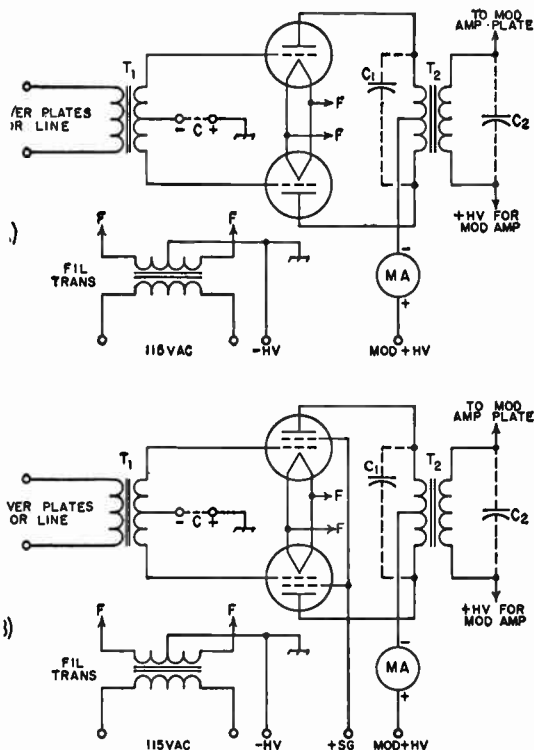 TO MOD
AMP PLATE
T1
C1
T2
VER PLATES
OR LINE
- C +
F
F
C2
F
F
+HV FOR
MOD AMP
)
FIL
TRANS
-
MA
+
115VAC
-HV
MOD +HV
TO MOD
AMP PLATE
T1
C1
T2
VER PLATES
OR LINE
- C +
F
F
C2
F
F
+HV FOR
MOD AMP
)
FIL
TRANS
-
MA
+
115VAC
-HV
+SG
MOD+HV